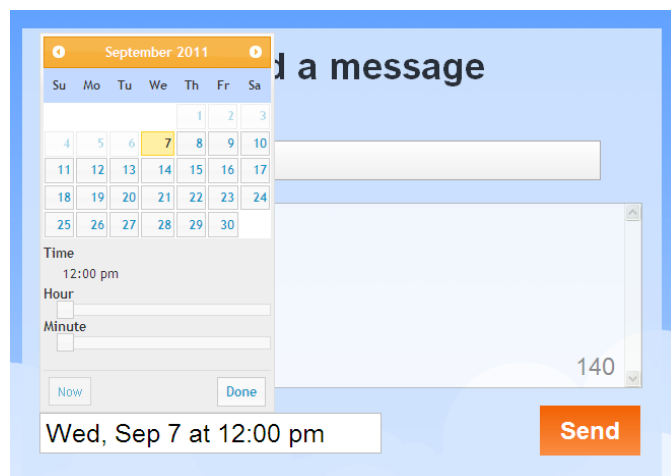 September 2011
d a message
Su Mo Tu We Th Fr Sa
1 2 3
4 5 6 7 8 9 10
11 12 13 14 15 16 17
18 19 20 21 22 23 24
25 26 27 28 29 30
Time
12:00 pm
Hour
Minute
140
Now Done
Wed, Sep 7 at 12:00 pm
Send